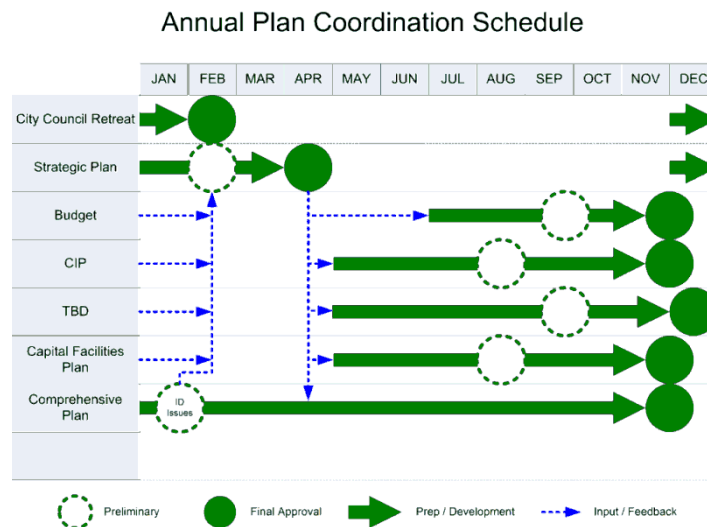 Annual Plan Coordination Schedule
JAN FEB MAR APR MAY JUN JUL AUG SEP OCT NOV DEC
City Council Retreat
Strategic Plan
Budget
CIP
TBD
Capital Facilities
Plan
Comprehensive
Plan
ID
Issues
Preliminary
Final Approval
Prep / Development
Input / Feedback